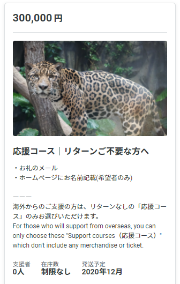 300,000 円
応援コース｜リターンご不要な方へ
・お礼のメール
・ホームページにお名前記載(希望者のみ)
海外からのご支援の方は、リターンなしの「応援コー
ス」のみお選びいただけます。
For those who will support from overseas, you can
only choose these "Support courses（応援コース）"
which don't include any merchandise or ticket.
支援者 在庫数 発送予定
0人 制限なし 2020年12月